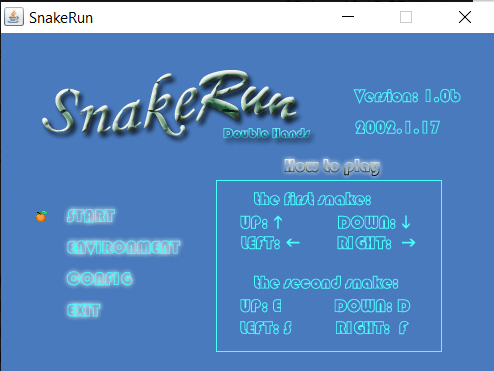 SnakeRun
SnakeRun
Double Hands
Version: 1.0b
2002.1.17
How to play
START
ENVIRONMENT
CONFIG
EXIT
the first snake:
UP: ↑ DOWN: ↓
LEFT: ← RIGHT: →
the second snake:
UP: E DOWN: D
LEFT: S RIGHT: F